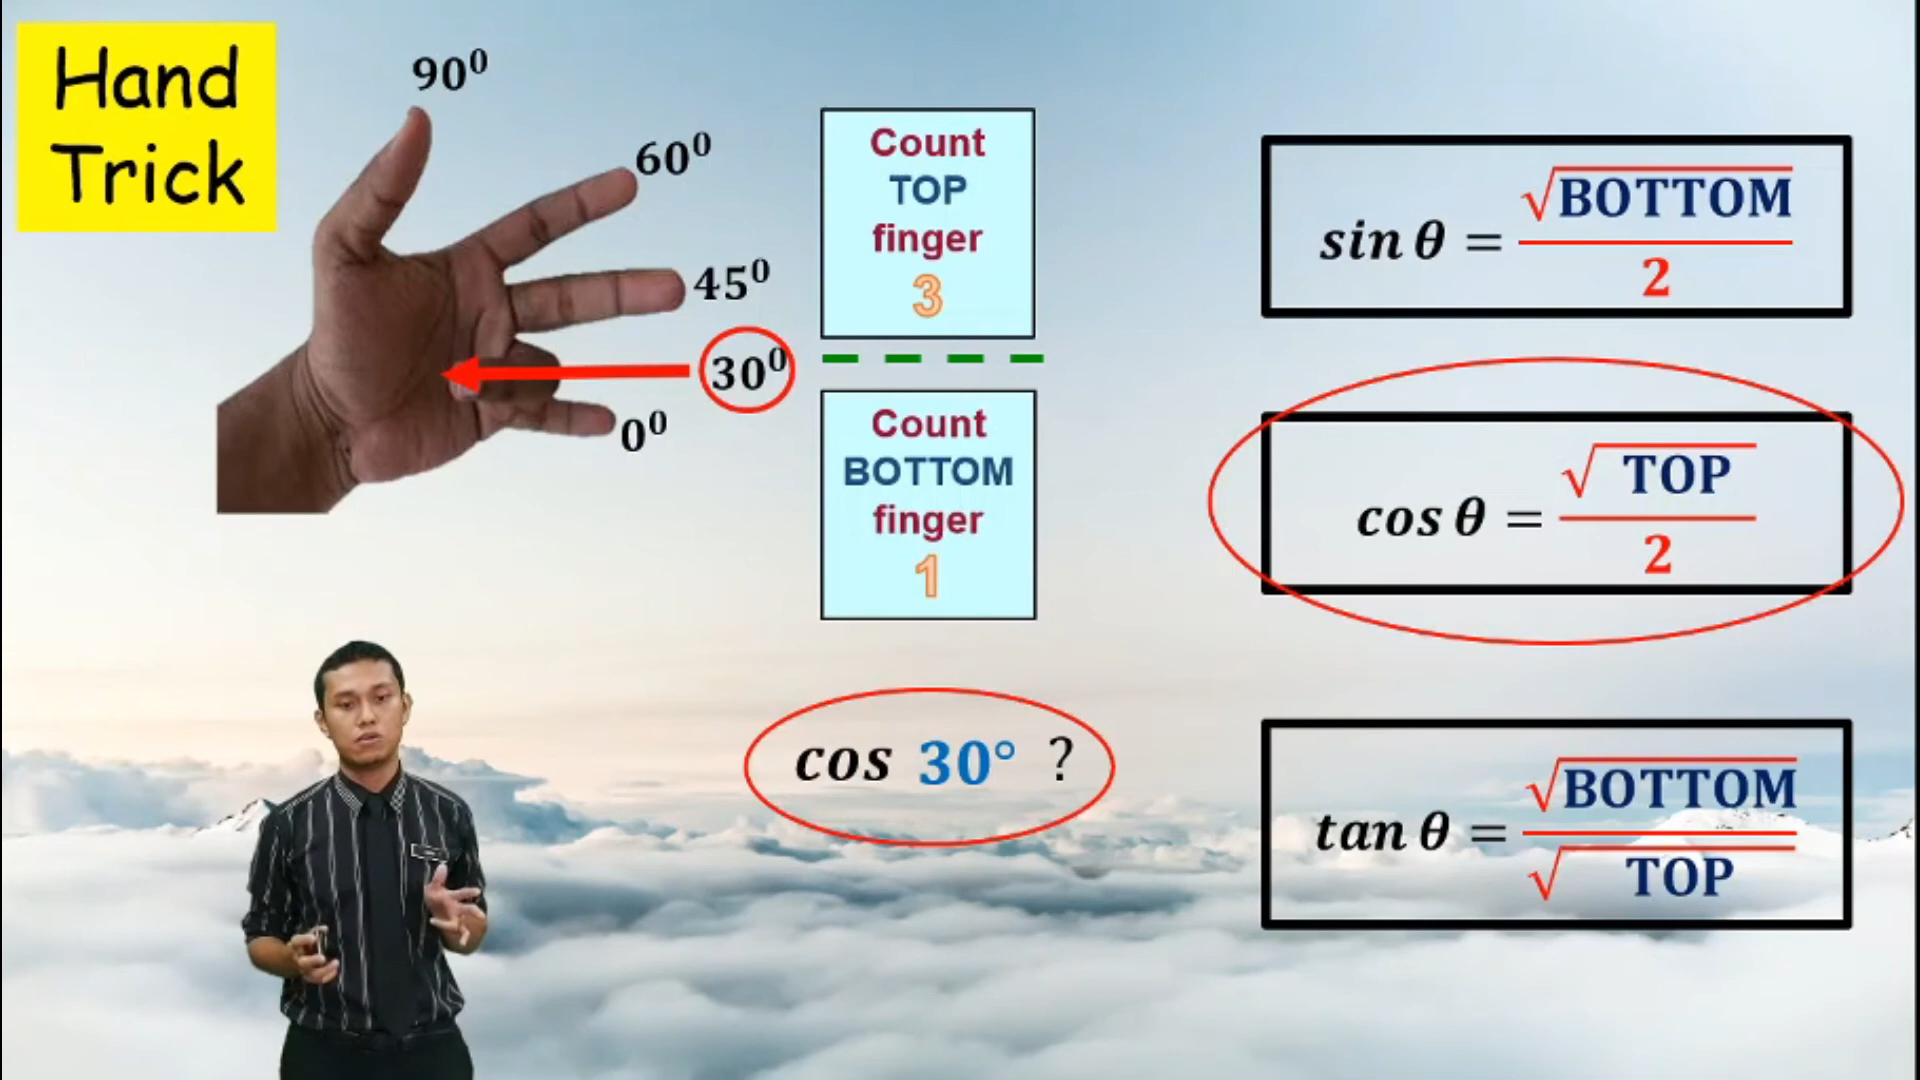 Hand
Trick
90⁰
60⁰
45⁰
30⁰
0⁰
Count
TOP
finger
3
Count
BOTTOM
finger
1
cos 30° ?
sin θ = √BOTTOM / 2
cos θ = √TOP / 2
tan θ = √BOTTOM / √TOP